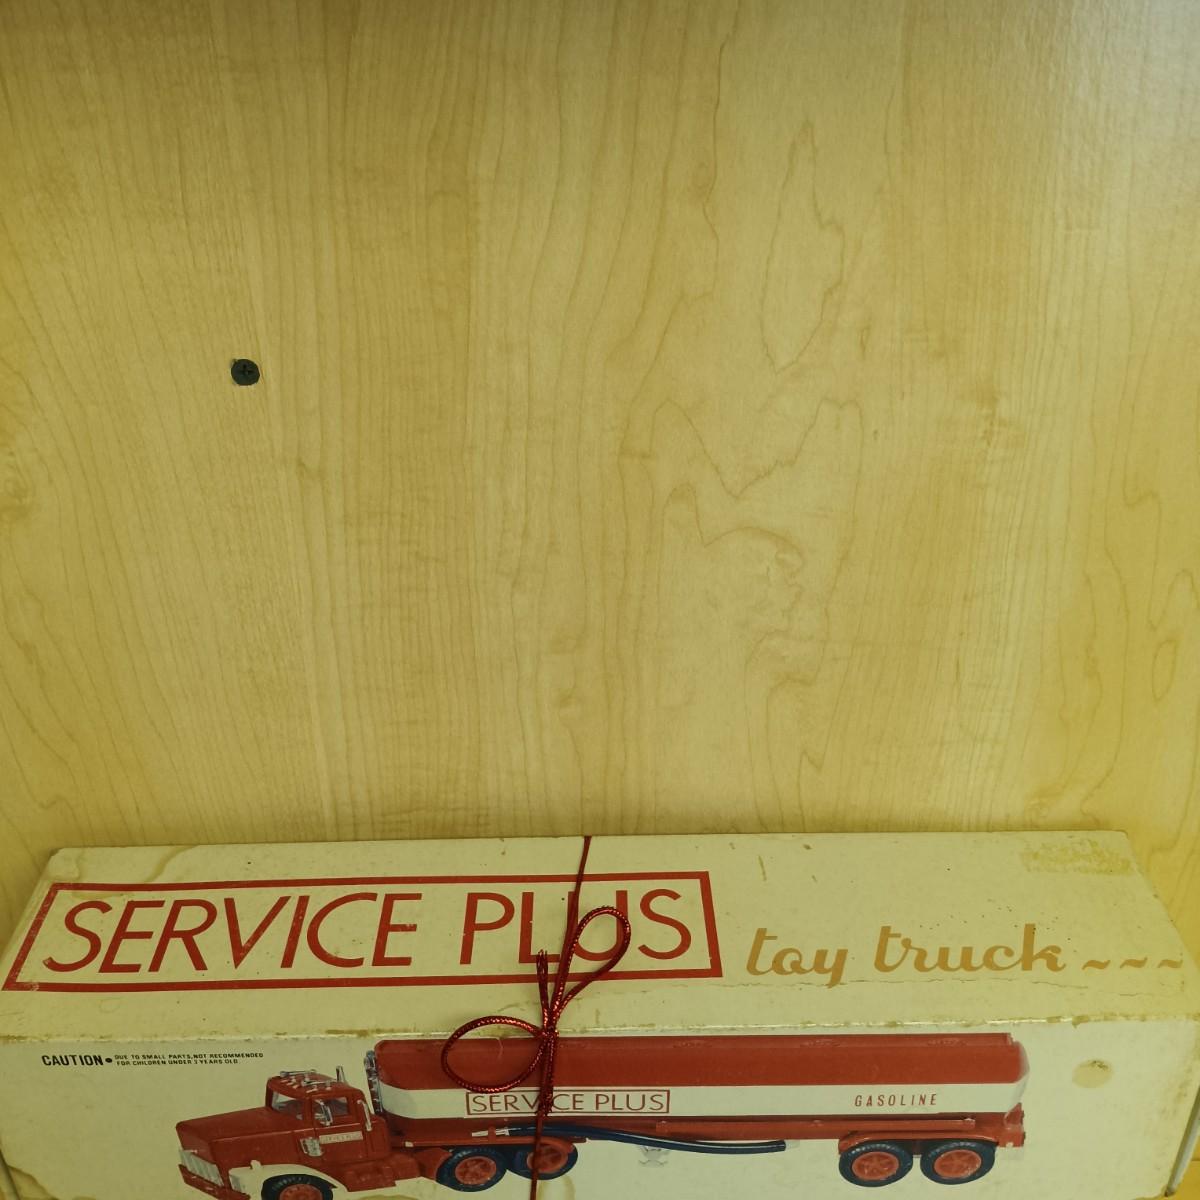 SERVICE PLUS toy truck ~~~
CAUTION • DUE TO SMALL PARTS, NOT RECOMMENDED
FOR CHILDREN UNDER 3 YEARS OLD
SERVICE PLUS
GASOLINE